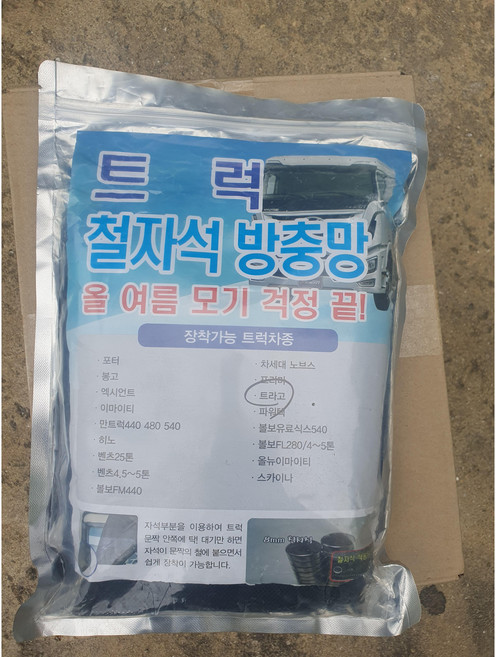 트럭
철자석 방충망
올 여름 모기 걱정 끝!
장착가능 트럭차종
· 포터
· 봉고
· 엑시언트
· 이마이티
· 만트럭440 480 540
· 히노
· 벤츠25톤
· 벤츠4.5~5톤
· 볼보FM440
· 차세대 노브스
· 프리마
· 트라고
· 파워텍
· 볼보유료식스540
· 볼보FL280/4~5톤
· 올뉴이마이티
· 스카이나
자석부분을 이용하여 트럭
문짝 안쪽에 탁! 대기만 하면
자석이 문짝의 철에 붙으면서
쉽게 장착이 가능합니다.
8mm